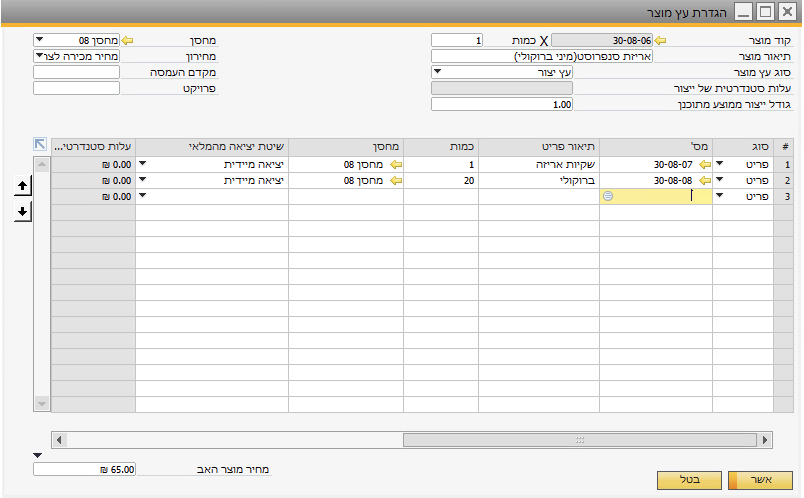 הגדרת עץ מוצר
קוד מוצר 30-08-06 X כמות 1 מחסן מחסן 08
תיאור מוצר אריזת סנפרוסט(מיני ברוקולי) מחירון מחיר מכירה לצר
סוג עץ מוצר עץ יצור מקדם העמסה
עלות סטנדרטית של ייצור פרויקט
גודל ייצור ממוצע מתוכנן 1.00
# סוג מס' תיאור פריט כמות מחסן שיטת יציאה מהמלאי עלות סטנדרטי...
1 פריט 30-08-07 שקיות אריזה 1 מחסן 08 יציאה מיידית ₪ 0.00
2 פריט 30-08-08 ברוקולי 20 מחסן 08 יציאה מיידית ₪ 0.00
3 פריט ₪ 0.00
מחיר מוצר האב ₪ 65.00
אשר בטל